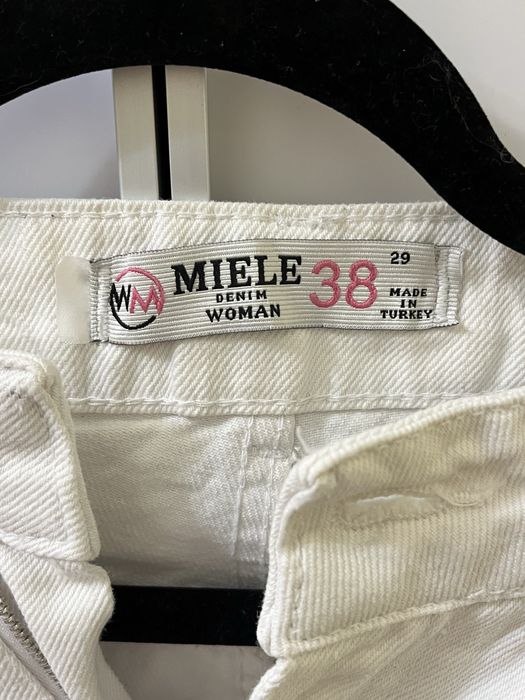 WM
MIELE
DENIM
WOMAN
38
29
MADE
IN
TURKEY